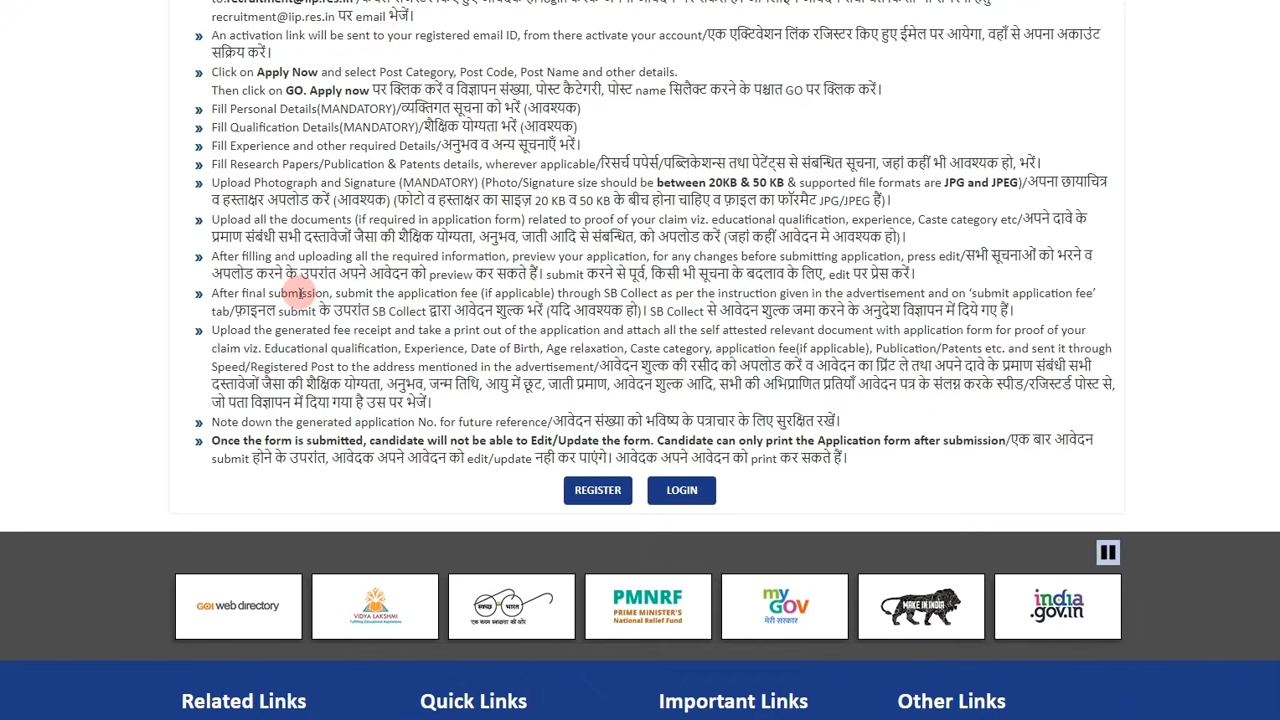 recruitment@iip.res.in पर email भेजें।
» An activation link will be sent to your registered email ID, from there activate your account/एक एक्टिवेशन लिंक रजिस्टर किए हुए ईमेल पर आयेगा, वहाँ से अपना अकाउंट
सक्रिय करें।
» Click on Apply Now and select Post Category, Post Code, Post Name and other details.
Then click on GO. Apply now पर क्लिक करें व विज्ञापन संख्या, पोस्ट कैटेगरी, पोस्ट name सिलैक्ट करने के पश्चात GO पर क्लिक करें।
» Fill Personal Details(MANDATORY)/व्यक्तिगत सूचना को भरें (आवश्यक)
» Fill Qualification Details(MANDATORY)/शैक्षिक योग्यता भरें (आवश्यक)
» Fill Experience and other required Details/अनुभव व अन्य सूचनाएँ भरें।
» Fill Research Papers/Publication & Patents details, wherever applicable/रिसर्च पपेर्स/पब्लिकेशन्स तथा पेटेंट्स से संबन्धित सूचना, जहां कहीं भी आवश्यक हो, भरें।
» Upload Photograph and Signature (MANDATORY) (Photo/Signature size should be between 20KB & 50 KB & supported file formats are JPG and JPEG)/अपना छायाचित्र
व हस्ताक्षर अपलोड करें (आवश्यक) (फोटो व हस्ताक्षर का साइज़ 20 KB व 50 KB के बीच होना चाहिए व फ़ाइल का फॉरमैट JPG/JPEG हैं)।
» Upload all the documents (if required in application form) related to proof of your claim viz. educational qualification, experience, Caste category etc/अपने दावे के
प्रमाण संबंधी सभी दस्तावेजों जैसा की शैक्षिक योग्यता, अनुभव, जाती आदि से संबन्धित, को अपलोड करें (जहां कहीं आवेदन मे आवश्यक हो)।
» After filling and uploading all the required information, preview your application, for any changes before submitting application, press edit/सभी सूचनाओं को भरने व
अपलोड करने के उपरांत अपने आवेदन को preview कर सकते हैं। submit करने से पूर्व, किसी भी सूचना के बदलाव के लिए, edit पर प्रेस करें।
» After final submission, submit the application fee (if applicable) through SB Collect as per the instruction given in the advertisement and on ‘submit application fee’
tab/फ़ाइनल submit के उपरांत SB Collect द्वारा आवेदन शुल्क भरें (यदि आवश्यक हो)। SB Collect से आवेदन शुल्क जमा करने के अनुदेश विज्ञापन में दिये गए हैं।
» Upload the generated fee receipt and take a print out of the application and attach all the self attested relevant document with application form for proof of your
claim viz. Educational qualification, Experience, Date of Birth, Age relaxation, Caste category, application fee(if applicable), Publication/Patents etc. and sent it through
Speed/Registered Post to the address mentioned in the advertisement/आवेदन शुल्क की रसीद को अपलोड करें व आवेदन का प्रिंट ले तथा अपने दावे के प्रमाण संबंधी सभी
दस्तावेजों जैसा की शैक्षिक योग्यता, अनुभव, जन्म तिथि, आयु में छूट, जाती प्रमाण, आवेदन शुल्क आदि, सभी की अभिप्राणित प्रतियाँ आवेदन पत्र के संलग्न करके स्पीड/रजिस्टर्ड पोस्ट से,
जो पता विज्ञापन में दिया गया है उस पर भेजें।
» Note down the generated application No. for future reference/आवेदन संख्या को भविष्य के पत्राचार के लिए सुरक्षित रखें।
» Once the form is submitted, candidate will not be able to Edit/Update the form. Candidate can only print the Application form after submission/एक बार आवेदन
submit होने के उपरांत, आवेदक अपने आवेदन को edit/update नही कर पाएंगे। आवेदक अपने आवेदन को print कर सकते हैं।
REGISTER LOGIN
GOI web directory
VIDYA LAKSHMI
स्वच्छ भारत
एक कदम स्वच्छता की ओर
PMNRF
PRIME MINISTER'S
National Relief Fund
my
GOV
मेरी सरकार
MAKE IN INDIA
india
.gov.in
Related Links Quick Links Important Links Other Links